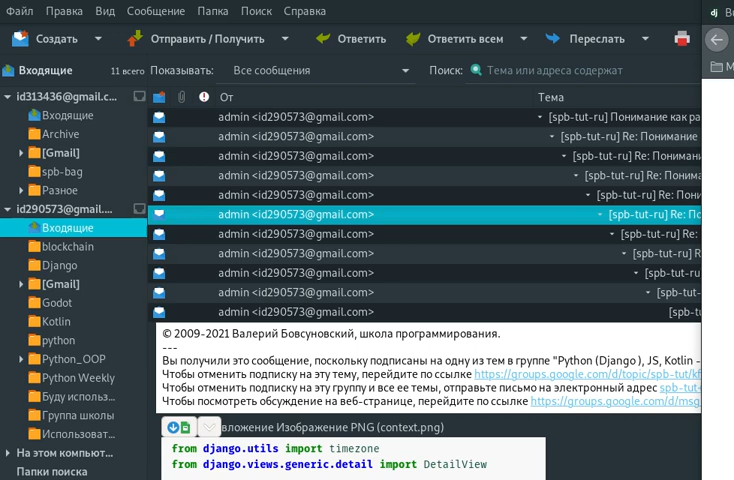 Файл Правка Вид Сообщение Папка Поиск Справка
Создать Отправить / Получить Ответить Ответить всем Переслать
Входящие 11 всего Показывать: Все сообщения Поиск: Тема или адреса содержат
id313436@gmail.c...
От Тема
Входящие
admin <id290573@gmail.com> [spb-tut-ru] Понимание как ра
Archive
admin <id290573@gmail.com> [spb-tut-ru] Re: Понимание
[Gmail]
admin <id290573@gmail.com> [spb-tut-ru] Re: Понимани
spb-bag
admin <id290573@gmail.com> [spb-tut-ru] Re: Пони
Разное
admin <id290573@gmail.com> [spb-tut-ru] Re: Пони
id290573@gmail....
admin <id290573@gmail.com> [spb-tut-ru] Re: По
Входящие
admin <id290573@gmail.com> [spb-tut-ru] Re:
blockchain
admin <id290573@gmail.com> [spb-tut-ru] R
Django
admin <id290573@gmail.com> [spb-tut-ru]
[Gmail]
admin <id290573@gmail.com> [spb-tut-
Godot
admin <id290573@gmail.com> [spb-tu
Kotlin
python
Python_OOP
Python Weekly
Буду использ...
Группа школы
Использоват...
На этом компьют...
Папки поиска
© 2009-2021 Валерий Бовсуновский, школа программирования.
---
Вы получили это сообщение, поскольку подписаны на одну из тем в группе "Python (Django ), JS, Kotlin -
Чтобы отменить подписку на эту тему, перейдите по ссылке https://groups.google.com/d/topic/spb-tut/kf
Чтобы отменить подписку на эту группу и все ее темы, отправьте письмо на электронный адрес spb-tut+
Чтобы посмотреть обсуждение на веб-странице, перейдите по ссылке https://groups.google.com/d/msg
вложение Изображение PNG (context.png)
from django.utils import timezone
from django.views.generic.detail import DetailView
dj